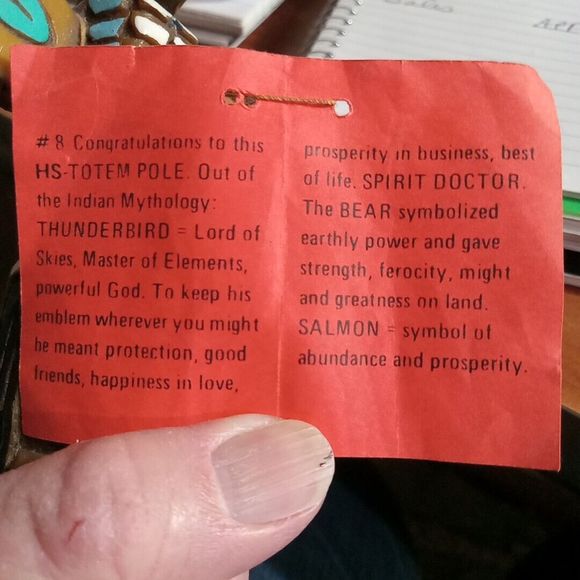 # 8 Congratulations to this
HS-TOTEM POLE. Out of
the Indian Mythology:
THUNDERBIRD = Lord of
Skies, Master of Elements,
powerful God. To keep his
emblem wherever you might
be meant protection, good
friends, happiness in love,
prosperity in business, best
of life. SPIRIT DOCTOR.
The BEAR symbolized
earthly power and gave
strength, ferocity, might
and greatness on land.
SALMON = symbol of
abundance and prosperity.